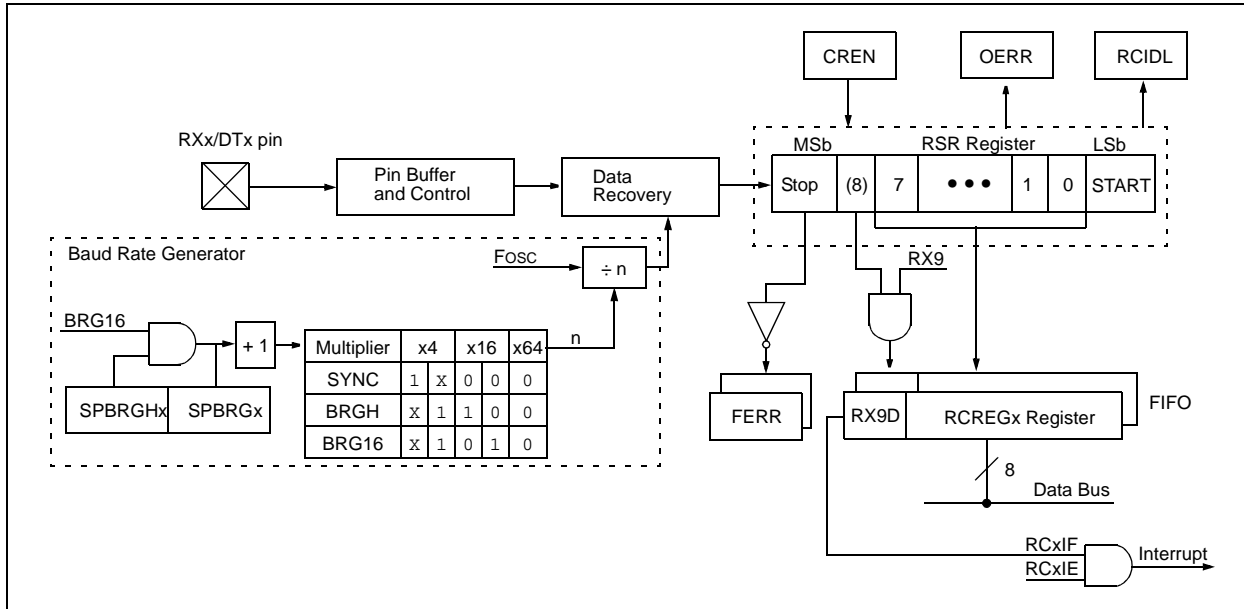 CREN
OERR
RCIDL
RXx/DTx pin
Pin Buffer
and Control
Data
Recovery
MSb
RSR Register
LSb
Stop (8) 7 ••• 1 0 START
Baud Rate Generator
FOSC
÷ n
RX9
BRG16
+ 1
n
SPBRGHx SPBRGx
Multiplier x4 x16 x64
SYNC 1 X 0 0 0
BRGH X 1 1 0 0
BRG16 X 1 0 1 0
FERR
RX9D RCREGx Register
FIFO
8
Data Bus
RCxIF
RCxIE
Interrupt